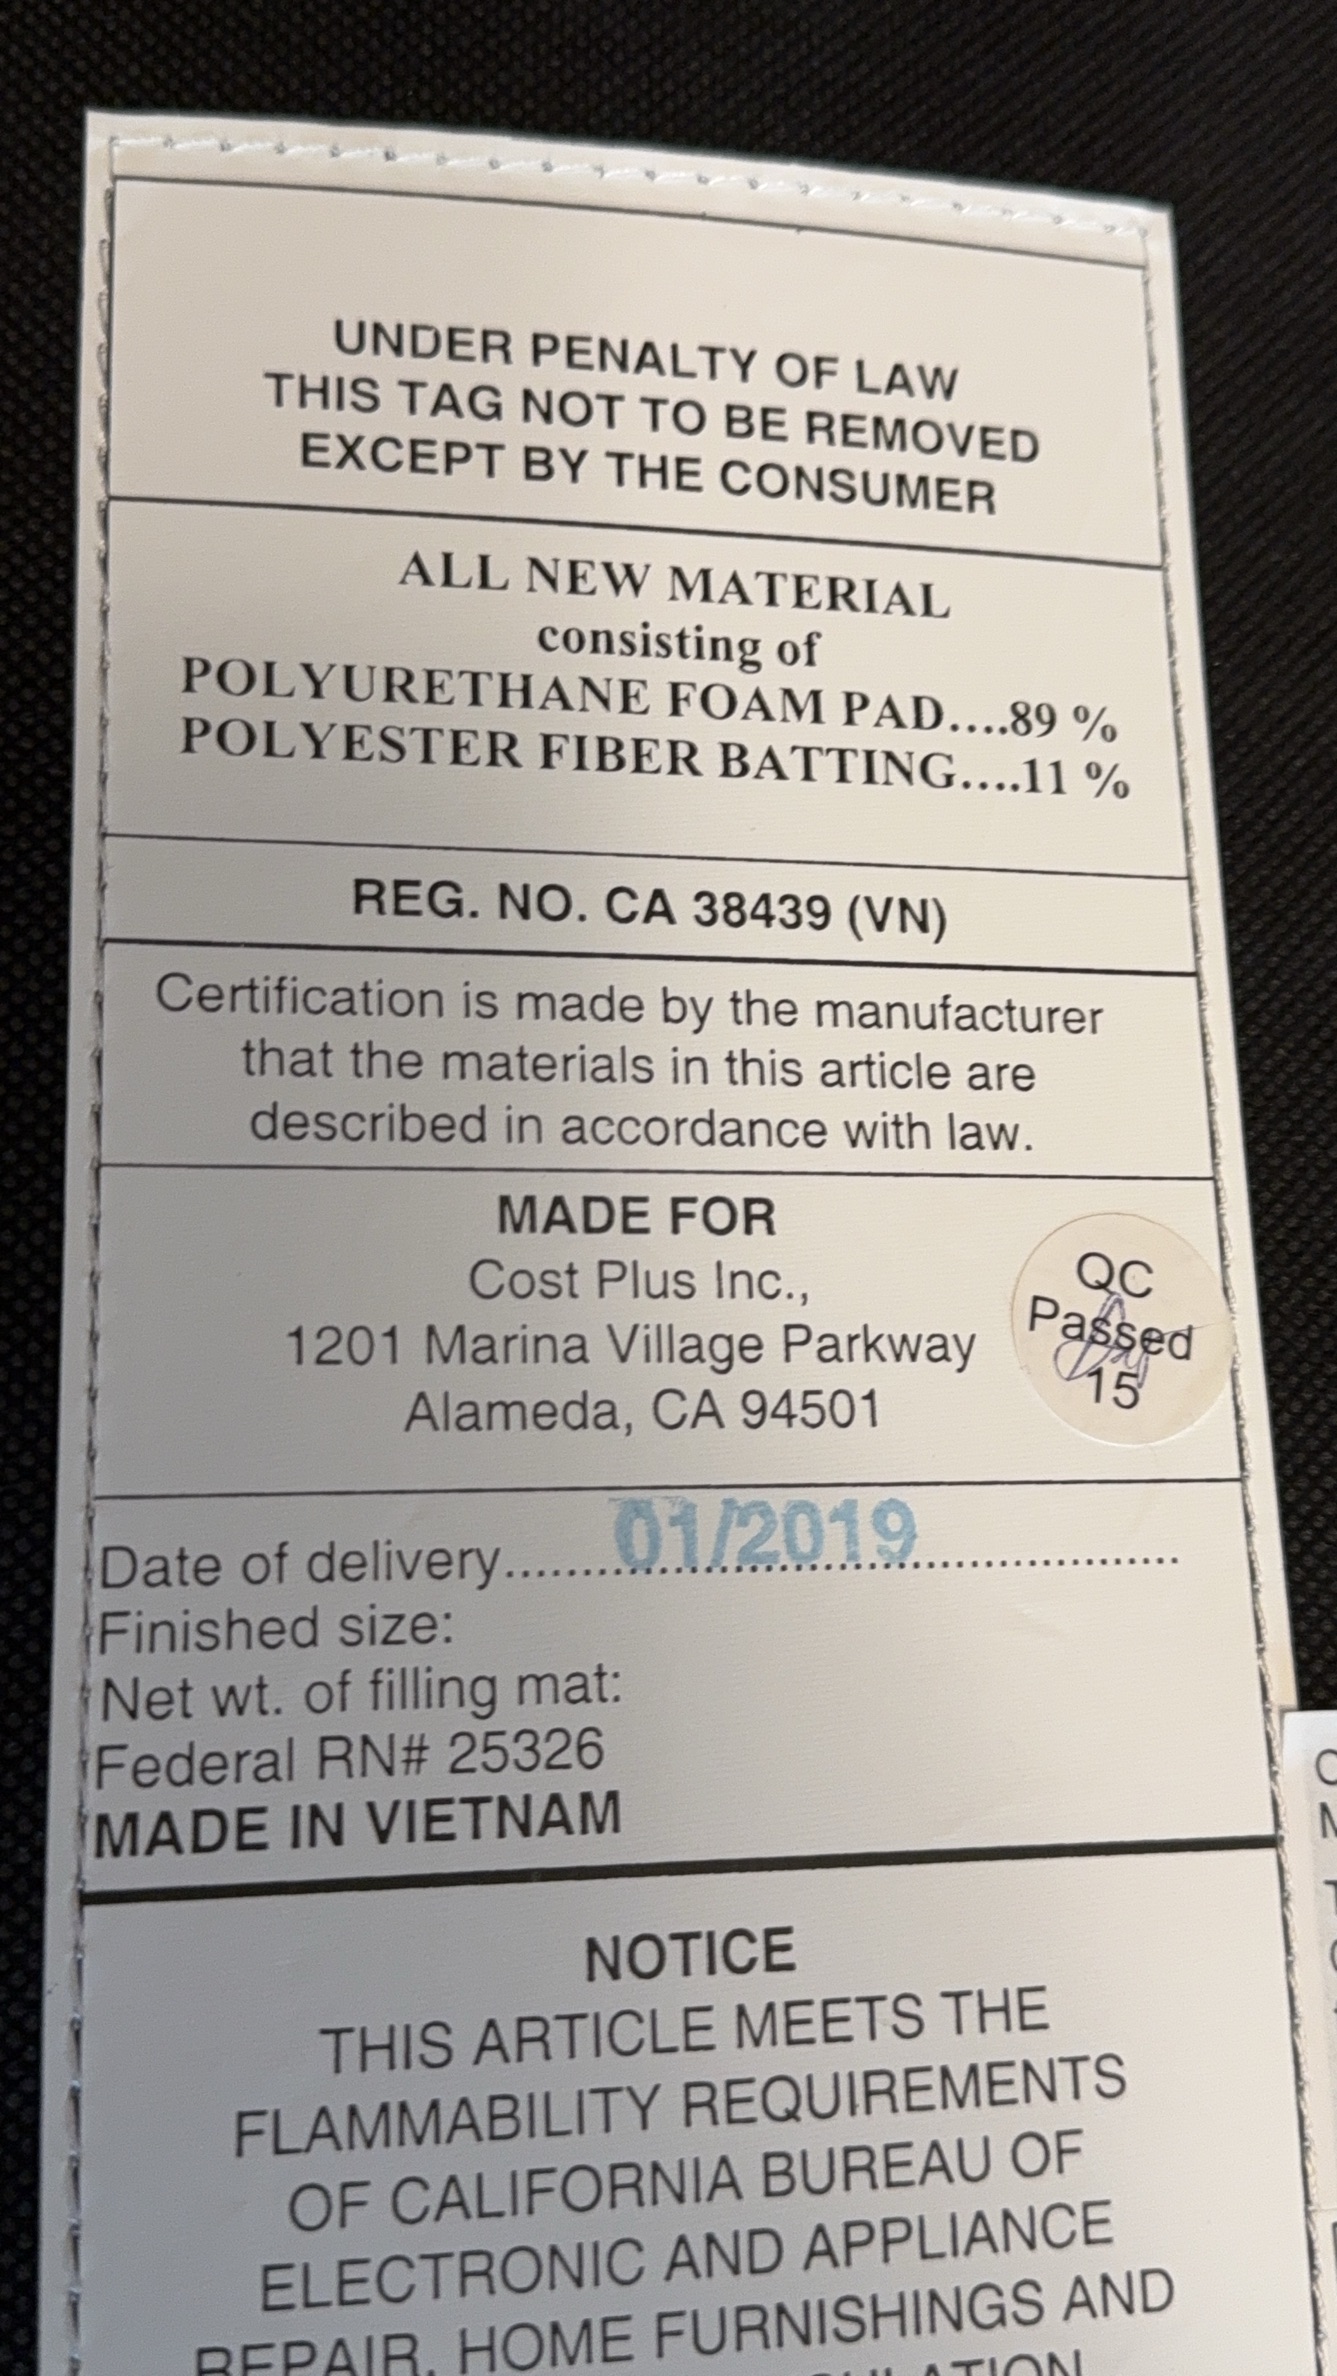 UNDER PENALTY OF LAW
THIS TAG NOT TO BE REMOVED
EXCEPT BY THE CONSUMER
ALL NEW MATERIAL
consisting of
POLYURETHANE FOAM PAD....89 %
POLYESTER FIBER BATTING....11 %
REG. NO. CA 38439 (VN)
Certification is made by the manufacturer
that the materials in this article are
described in accordance with law.
MADE FOR
Cost Plus Inc.,
1201 Marina Village Parkway
Alameda, CA 94501
QC
Passed
15
Date of delivery.......01/2019.......
Finished size:
Net wt. of filling mat:
Federal RN# 25326
MADE IN VIETNAM
NOTICE
THIS ARTICLE MEETS THE
FLAMMABILITY REQUIREMENTS
OF CALIFORNIA BUREAU OF
ELECTRONIC AND APPLIANCE
REPAIR, HOME FURNISHINGS AND